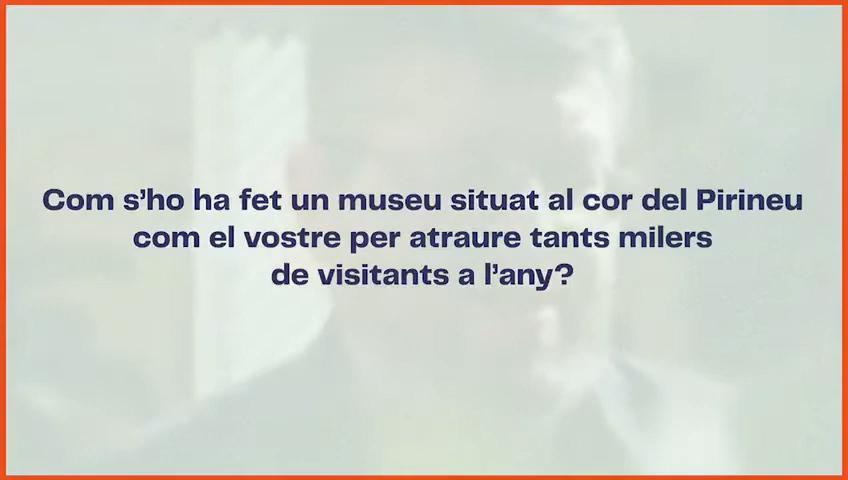 Com s’ho ha fet un museu situat al cor del Pirineu
com el vostre per atraure tants milers
de visitants a l’any?